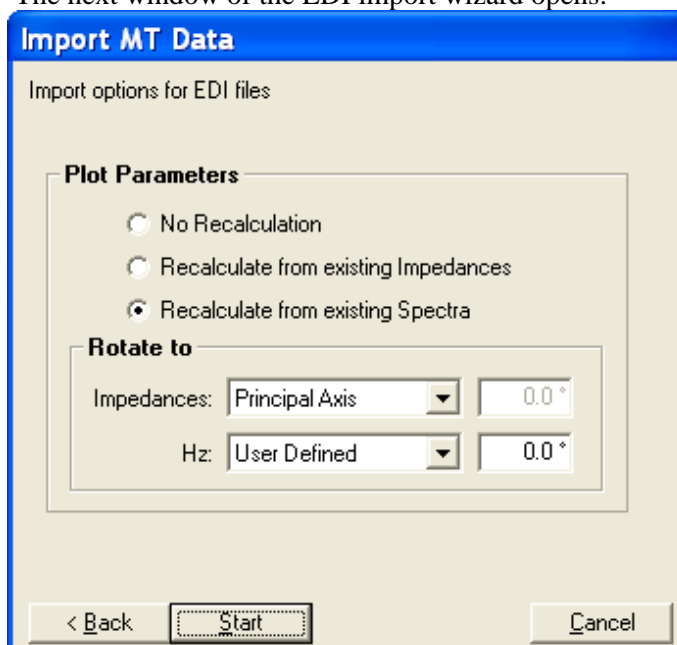 The next window of the EDI import wizard opens:
Import MT Data
Import options for EDI files
Plot Parameters
No Recalculation
Recalculate from existing Impedances
Recalculate from existing Spectra
Rotate to
Impedances: Principal Axis 0.0 °
Hz: User Defined 0.0 °
< Back Start Cancel